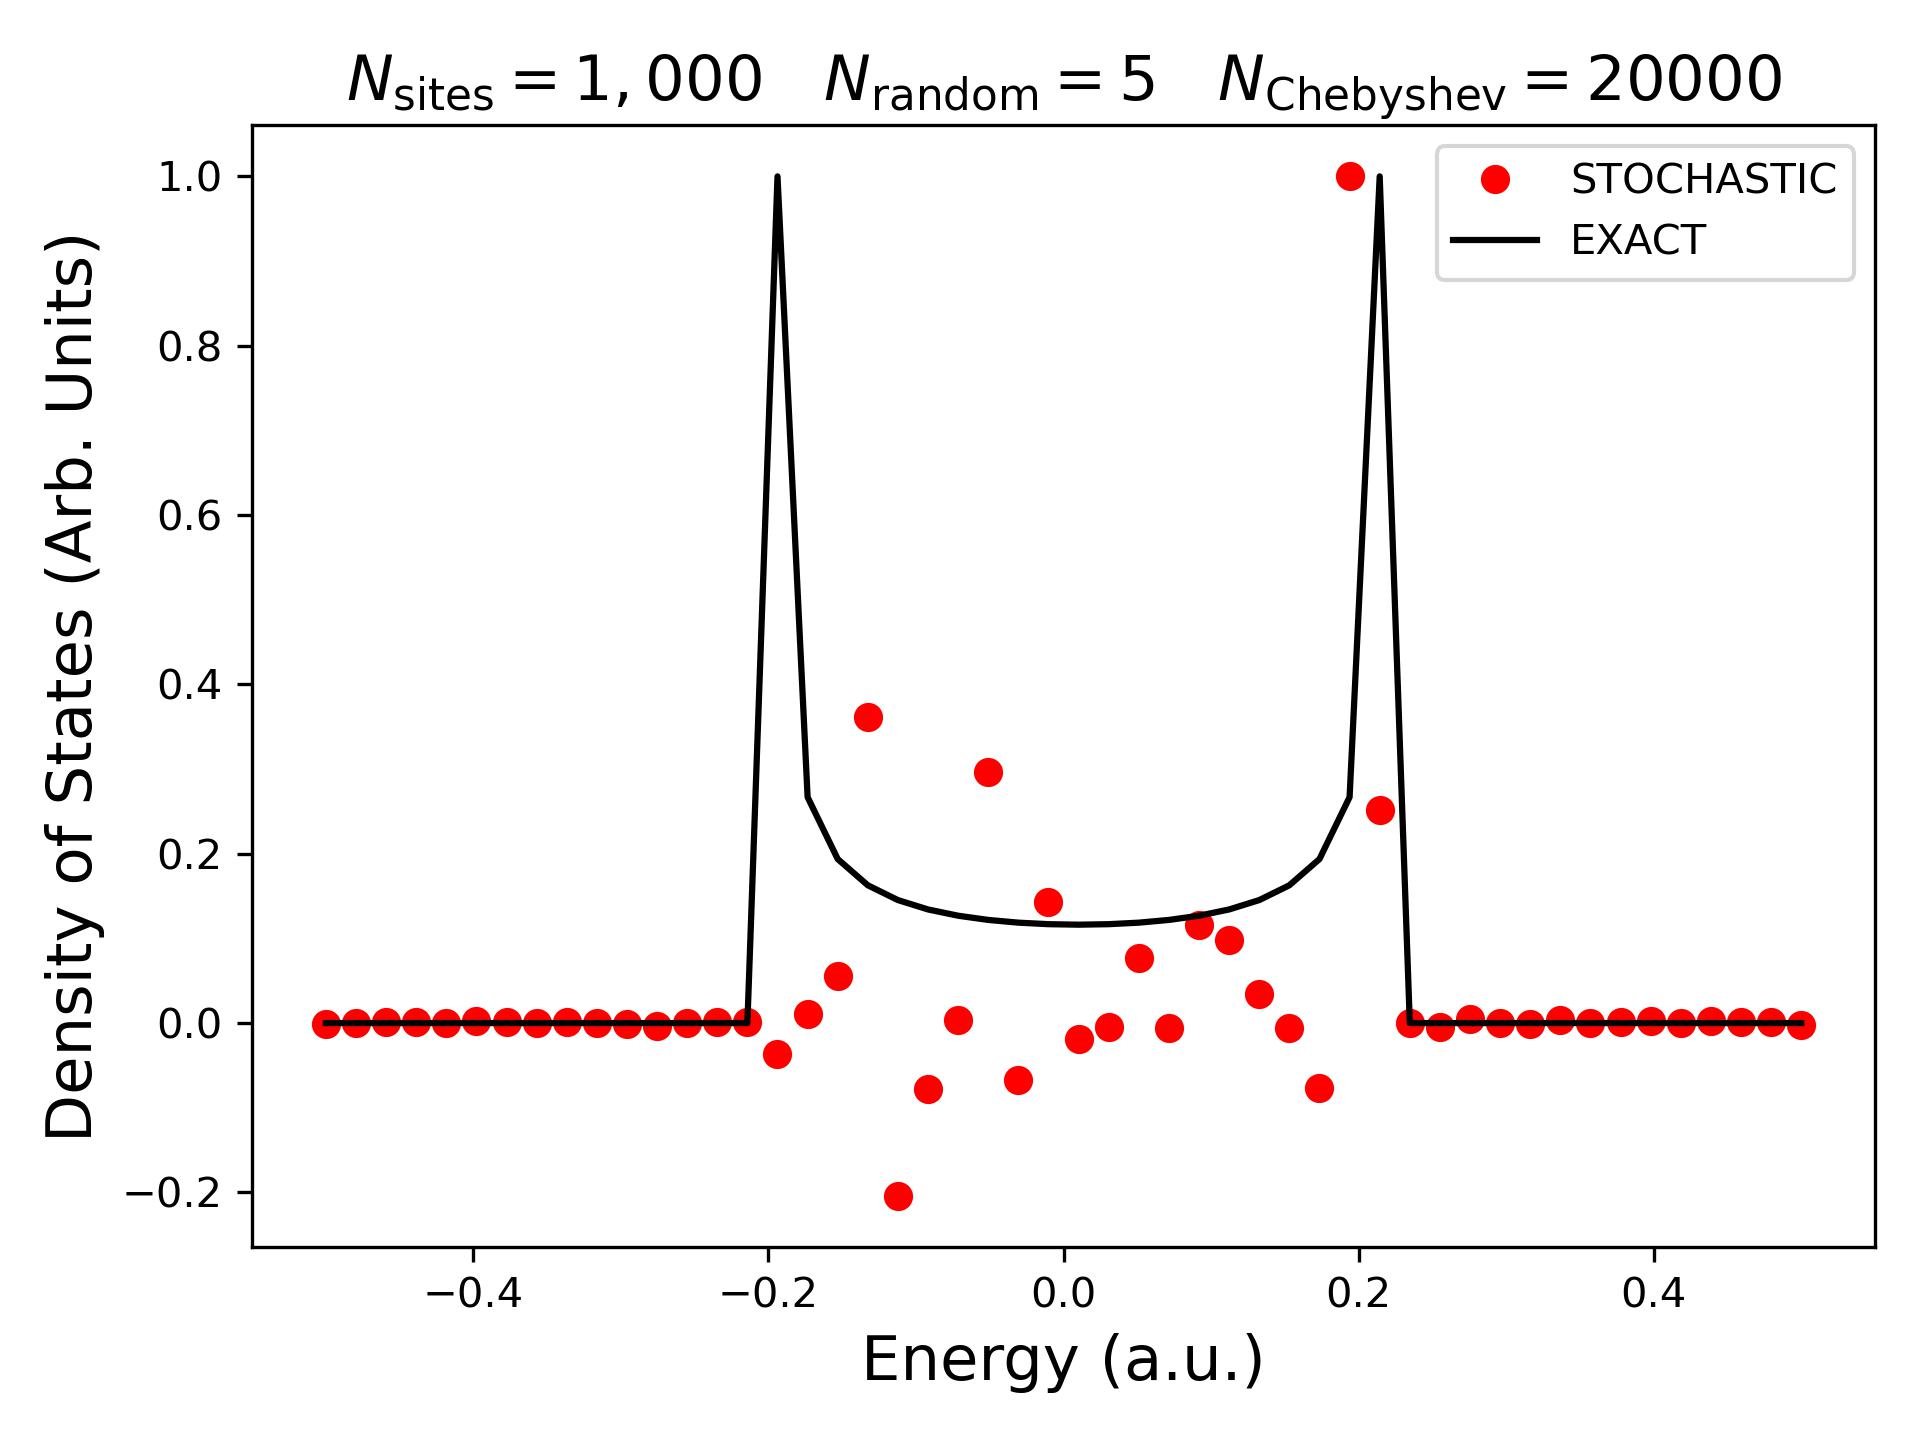 N_sites = 1,000 N_random = 5 N_Chebyshev = 20000
STOCHASTIC
EXACT
1.0
0.8
0.6
0.4
0.2
0.0
−0.2
Density of States (Arb. Units)
−0.4 −0.2 0.0 0.2 0.4
Energy (a.u.)